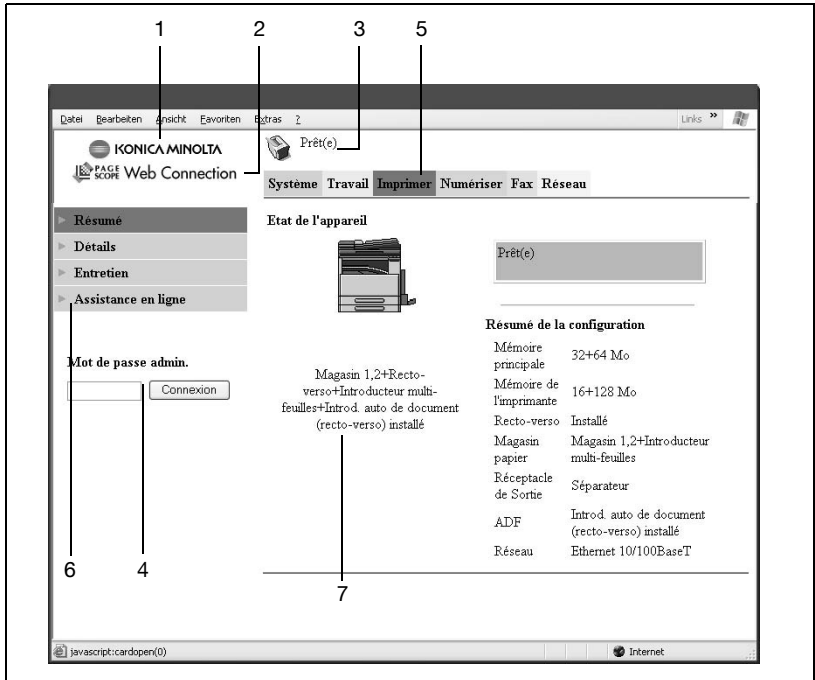 1 2 3 5
Datei Bearbeiten Ansicht Favoriten Extras ? Links »
KONICA MINOLTA
PAGE SCOPE Web Connection
Prêt(e)
Système Travail Imprimer Numériser Fax Réseau
Résumé
Détails
Entretien
Assistance en ligne
Mot de passe admin.
Connexion
Etat de l'appareil
Magasin 1,2+Recto-
verso+Introducteur multi-
feuilles+Introd. auto de document
(recto-verso) installé
Prêt(e)
Résumé de la configuration
Mémoire principale 32+64 Mo
Mémoire de l'imprimante 16+128 Mo
Recto-verso Installé
Magasin papier Magasin 1,2+Introducteur multi-feuilles
Réceptacle de Sortie Séparateur
ADF Introd. auto de document (recto-verso) installé
Réseau Ethernet 10/100BaseT
6 4 7
javascript:cardopen(0) Internet